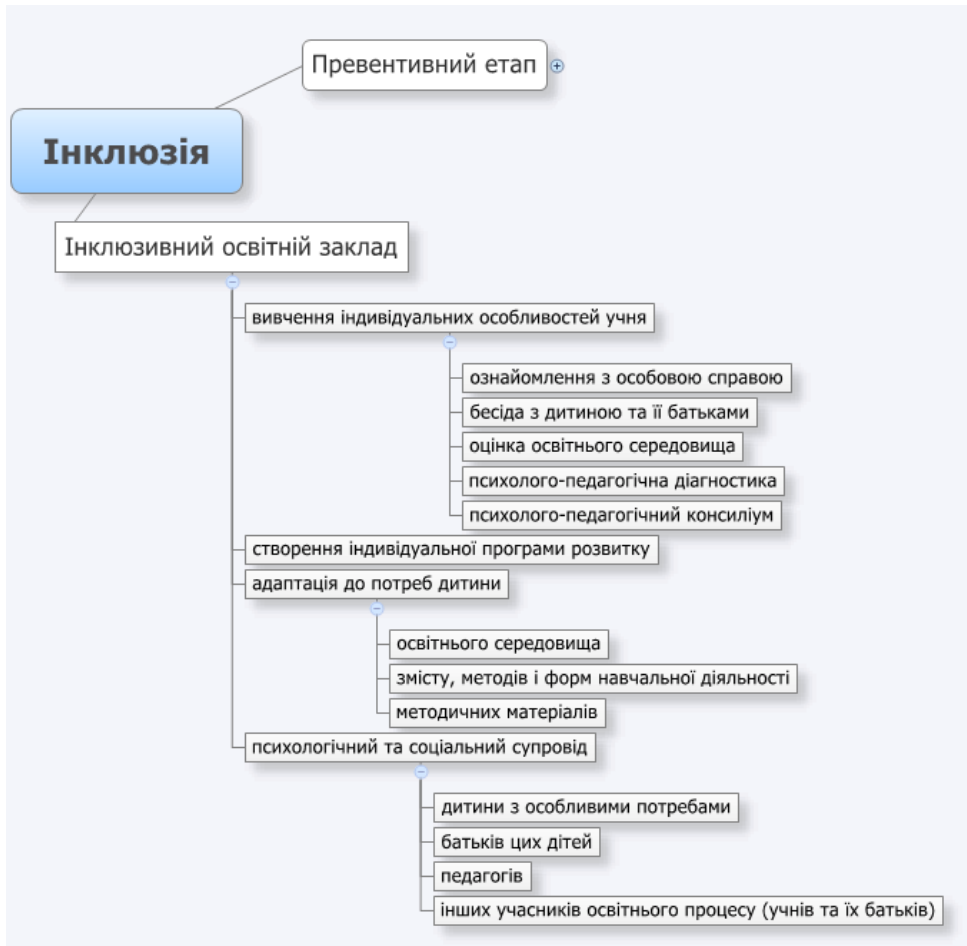 Превентивний етап
Інклюзія
Інклюзивний освітній заклад
вивчення індивідуальних особливостей учня
ознайомлення з особовою справою
бесіда з дитиною та її батьками
оцінка освітнього середовища
психолого-педагогічна діагностика
психолого-педагогічний консиліум
створення індивідуальної програми розвитку
адаптація до потреб дитини
освітнього середовища
змісту, методів і форм навчальної діяльності
методичних матеріалів
психологічний та соціальний супровід
дитини з особливими потребами
батьків цих дітей
педагогів
інших учасників освітнього процесу (учнів та їх батьків)